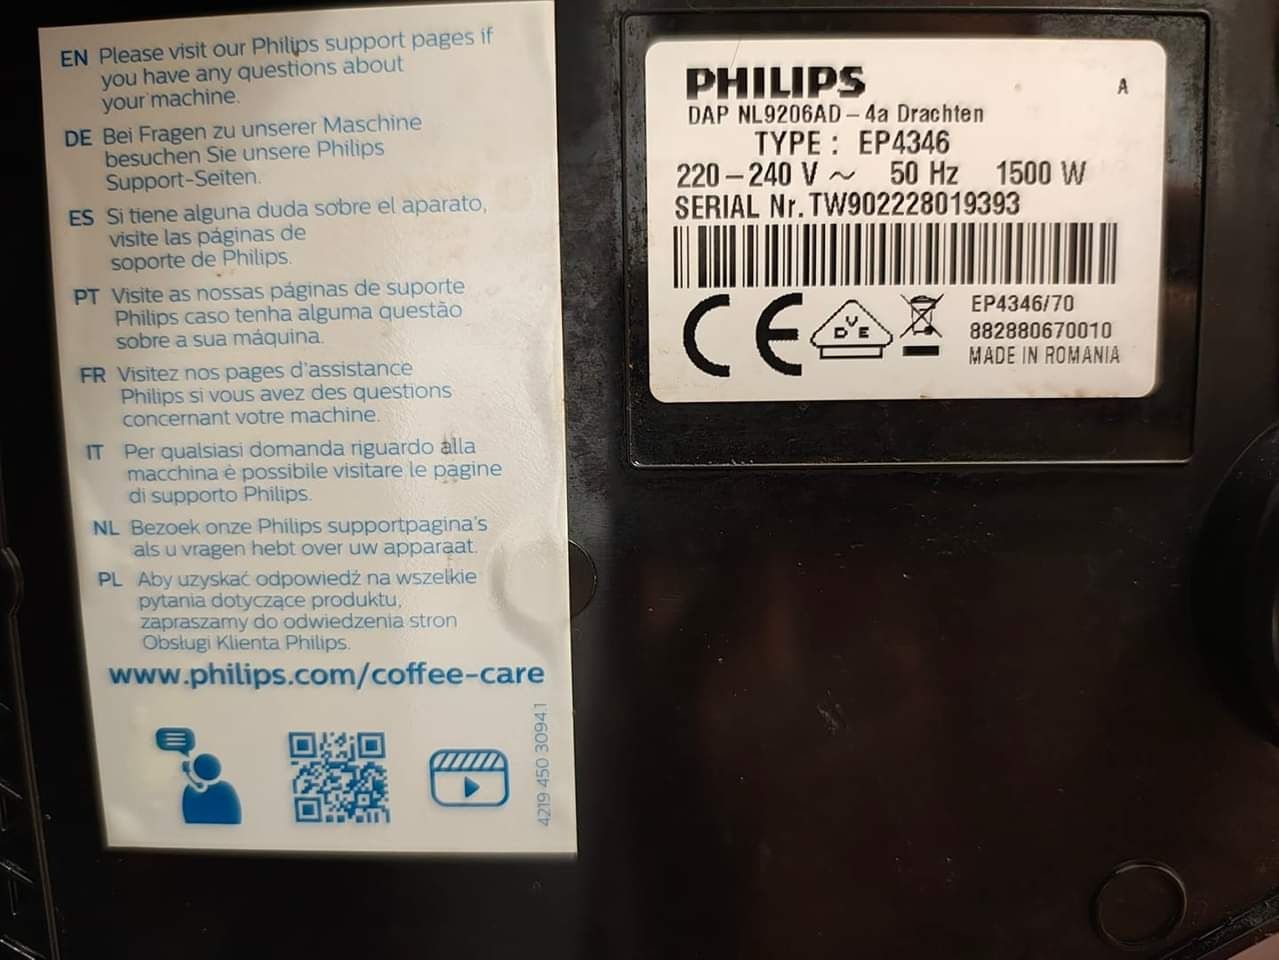 EN Please visit our Philips support pages if
you have any questions about
your machine.
DE Bei Fragen zu unserer Maschine
besuchen Sie unsere Philips
Support-Seiten.
ES Si tiene alguna duda sobre el aparato,
visite las páginas de
soporte de Philips.
PT Visite as nossas páginas de suporte
Philips caso tenha alguma questão
sobre a sua máquina.
FR Visitez nos pages d'assistance
Philips si vous avez des questions
concernant votre machine.
IT Per qualsiasi domanda riguardo alla
macchina è possibile visitare le pagine
di supporto Philips.
NL Bezoek onze Philips supportpagina's
als u vragen hebt over uw apparaat.
PL Aby uzyskać odpowiedź na wszelkie
pytania dotyczące produktu,
zapraszamy do odwiedzenia stron
Obsługi Klienta Philips.
www.philips.com/coffee-care
4219 450 30941
PHILIPS
A
DAP NL9206AD – 4a Drachten
TYPE : EP4346
220 – 240 V ~ 50 Hz 1500 W
SERIAL Nr. TW902228019393
CE
VDE
EP4346/70
882880670010
MADE IN ROMANIA